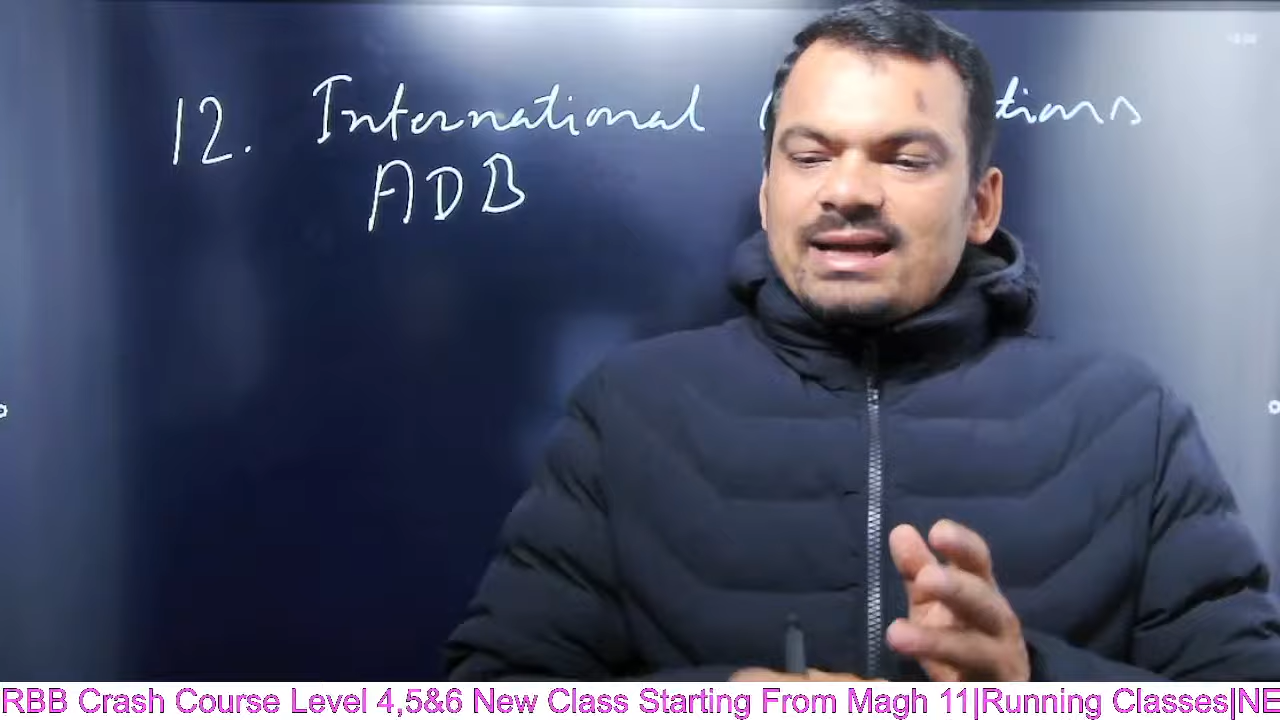 12. International
ADB
RBB Crash Course Level 4,5&6 New Class Starting From Magh 11|Running Classes|NE